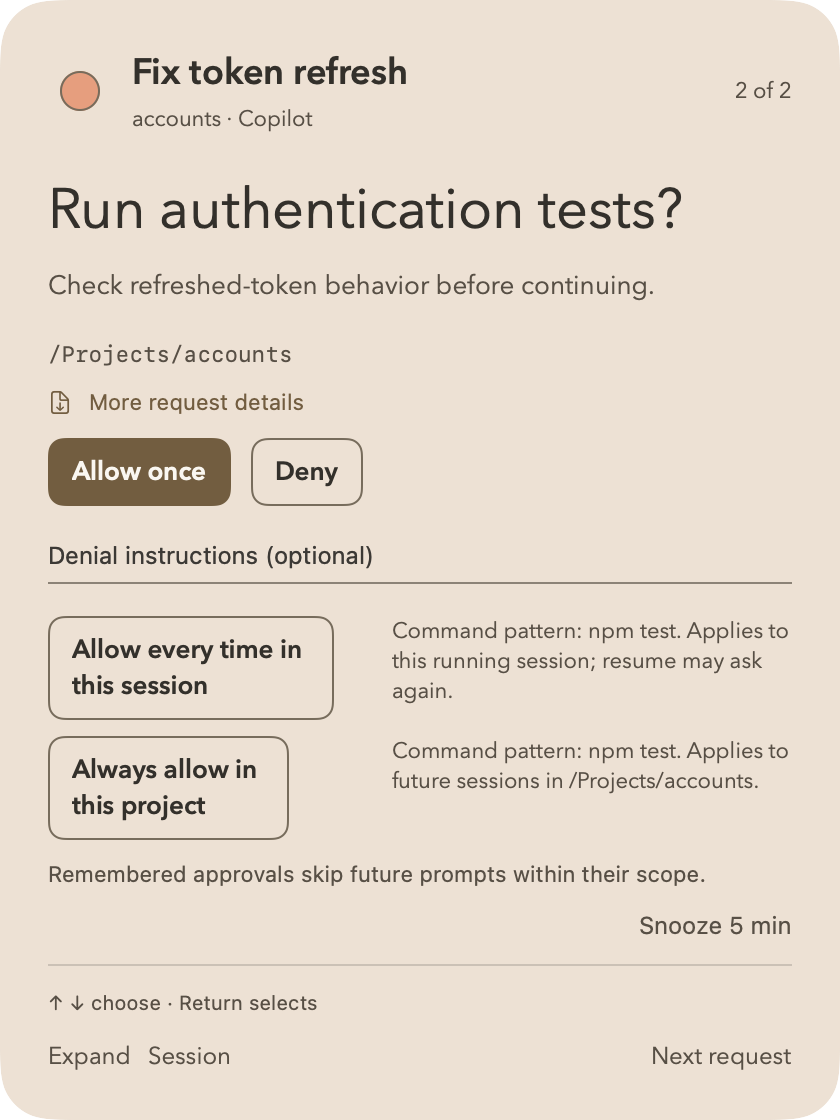 Fix token refresh
2 of 2
accounts · Copilot
Run authentication tests?
Check refreshed-token behavior before continuing.
/Projects/accounts
More request details
Allow once
Deny
Denial instructions (optional)
Allow every time in
this session
Command pattern: npm test. Applies to
this running session; resume may ask
again.
Always allow in
this project
Command pattern: npm test. Applies to
future sessions in /Projects/accounts.
Remembered approvals skip future prompts within their scope.
Snooze 5 min
↑ ↓ choose · Return selects
Expand Session
Next request